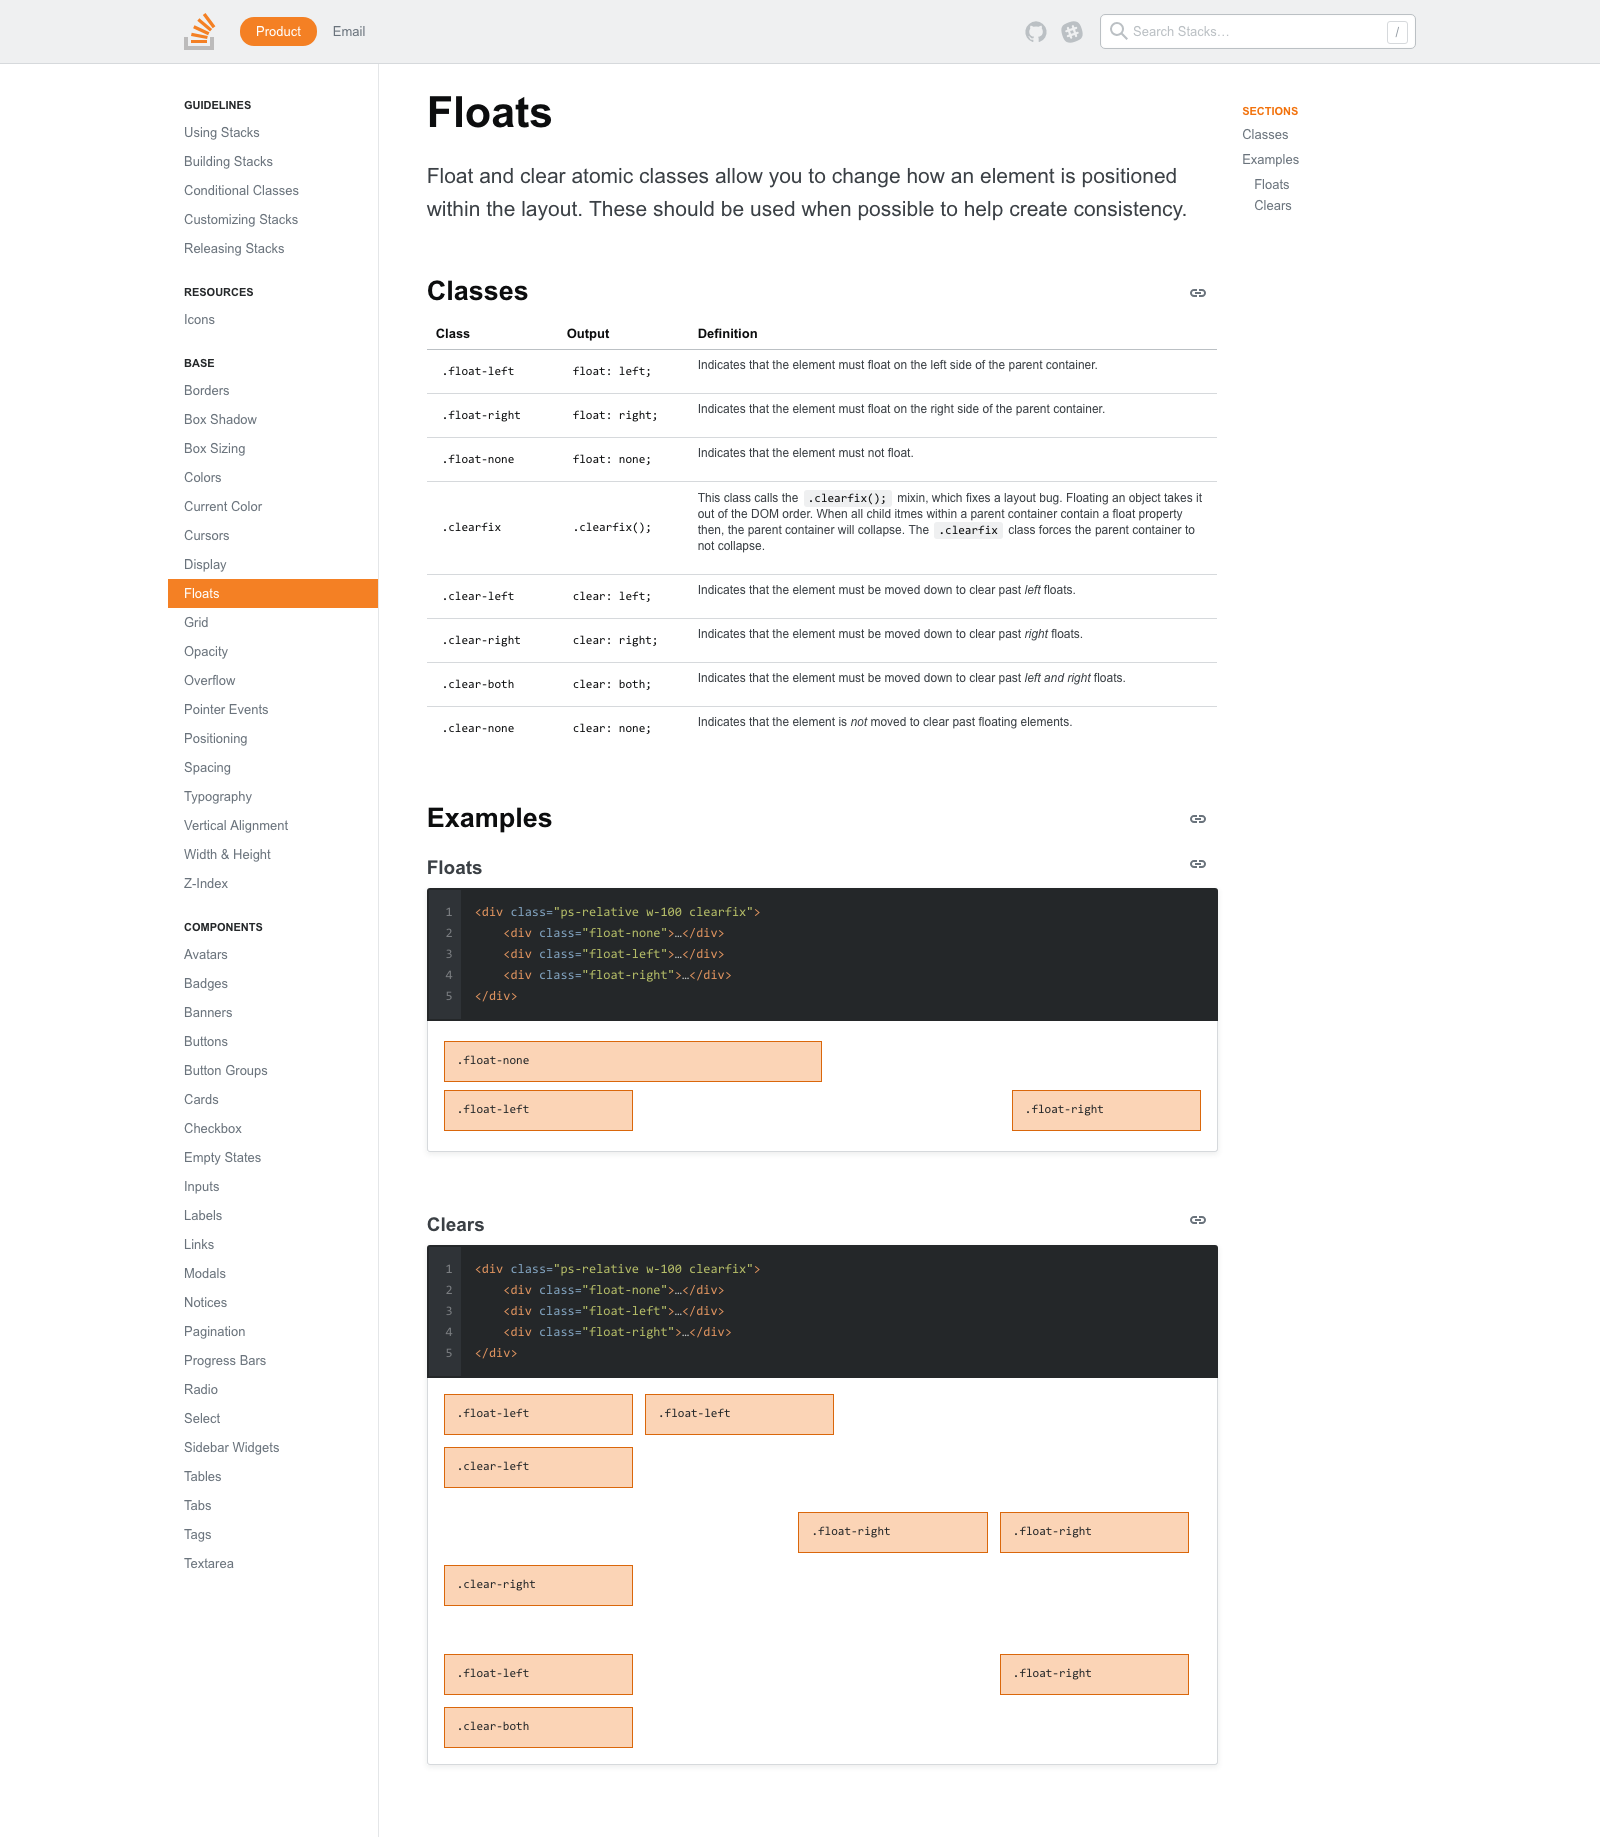 Product
Email
Search Stacks…
/
GUIDELINES
Using Stacks
Building Stacks
Conditional Classes
Customizing Stacks
Releasing Stacks
RESOURCES
Icons
BASE
Borders
Box Shadow
Box Sizing
Colors
Current Color
Cursors
Display
Floats
Grid
Opacity
Overflow
Pointer Events
Positioning
Spacing
Typography
Vertical Alignment
Width & Height
Z-Index
COMPONENTS
Avatars
Badges
Banners
Buttons
Button Groups
Cards
Checkbox
Empty States
Inputs
Labels
Links
Modals
Notices
Pagination
Progress Bars
Radio
Select
Sidebar Widgets
Tables
Tabs
Tags
Textarea
Floats
Float and clear atomic classes allow you to change how an element is positioned
within the layout. These should be used when possible to help create consistency.
Classes
Class Output Definition
.float-left float: left; Indicates that the element must float on the left side of the parent container.
.float-right float: right; Indicates that the element must float on the right side of the parent container.
.float-none float: none; Indicates that the element must not float.
.clearfix .clearfix(); This class calls the .clearfix(); mixin, which fixes a layout bug. Floating an object takes it
out of the DOM order. When all child itmes within a parent container contain a float property
then, the parent container will collapse. The .clearfix class forces the parent container to
not collapse.
.clear-left clear: left; Indicates that the element must be moved down to clear past left floats.
.clear-right clear: right; Indicates that the element must be moved down to clear past right floats.
.clear-both clear: both; Indicates that the element must be moved down to clear past left and right floats.
.clear-none clear: none; Indicates that the element is not moved to clear past floating elements.
Examples
Floats
1 <div class="ps-relative w-100 clearfix">
2 <div class="float-none">…</div>
3 <div class="float-left">…</div>
4 <div class="float-right">…</div>
5 </div>
.float-none
.float-left .float-right
Clears
1 <div class="ps-relative w-100 clearfix">
2 <div class="float-none">…</div>
3 <div class="float-left">…</div>
4 <div class="float-right">…</div>
5 </div>
.float-left .float-left
.clear-left
.float-right .float-right
.clear-right
.float-left .float-right
.clear-both
SECTIONS
Classes
Examples
Floats
Clears